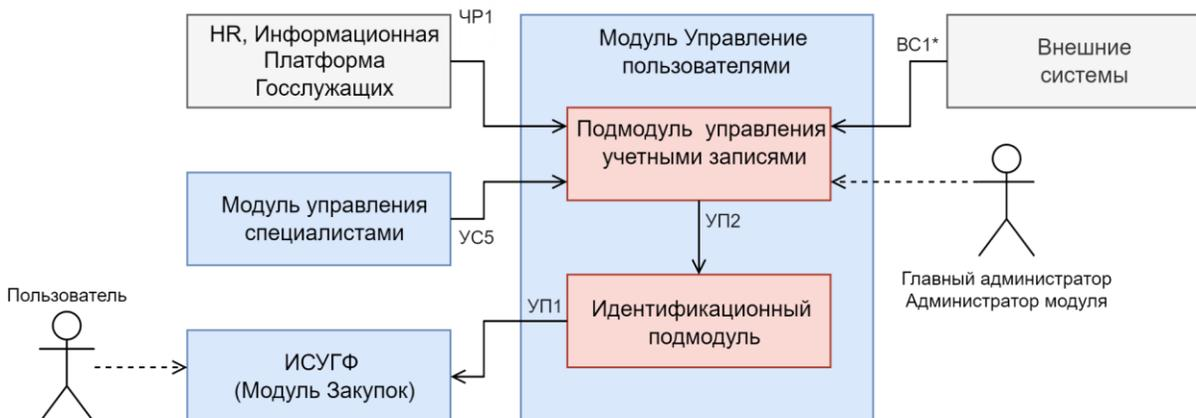 ЧР1
HR, Информационная
Платформа
Госслужащих
Модуль Управление
пользователями
ВС1*
Внешние
системы
Подмодуль управления
учетными записями
Модуль управления
специалистами
УС5
УП2
Главный администратор
Администратор модуля
Пользователь
УП1
Идентификационный
подмодуль
ИСУГФ
(Модуль Закупок)